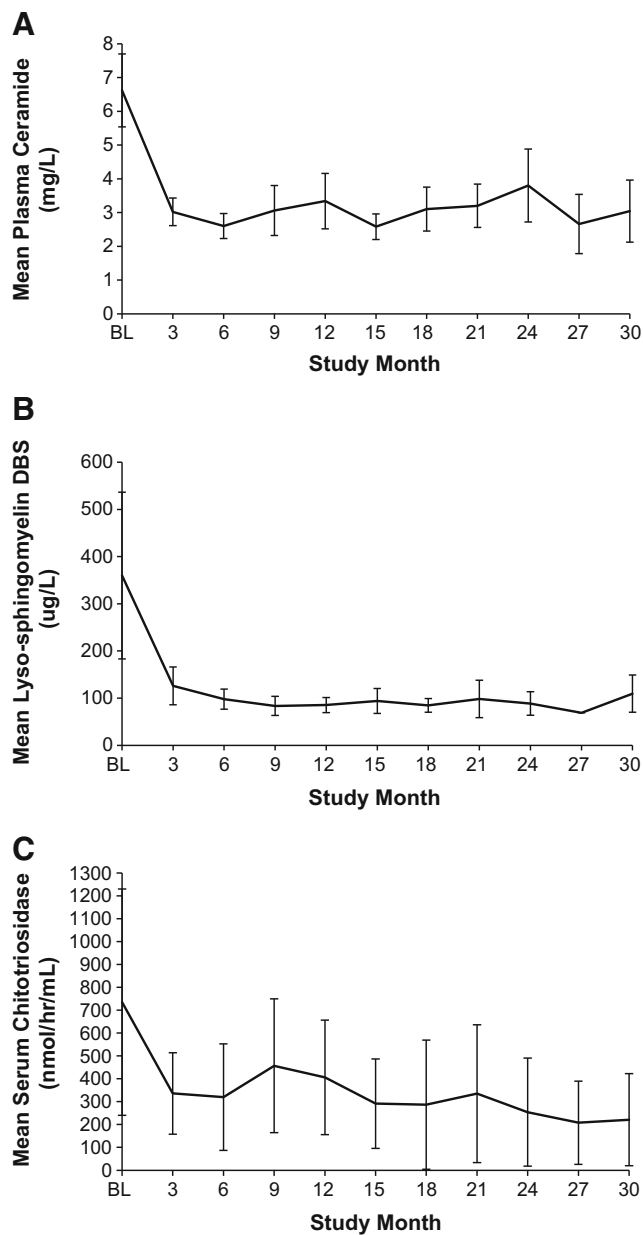 A
Mean Plasma Ceramide
(mg/L)
8
7
6
5
4
3
2
1
0
BL 3 6 9 12 15 18 21 24 27 30
Study Month
B
Mean Lyso-sphingomyelin DBS
(ug/L)
600
500
400
300
200
100
0
BL 3 6 9 12 15 18 21 24 27 30
Study Month
C
Mean Serum Chitotriosidase
(nmol/hr/mL)
1300
1200
1100
1000
900
800
700
600
500
400
300
200
100
0
BL 3 6 9 12 15 18 21 24 27 30
Study Month